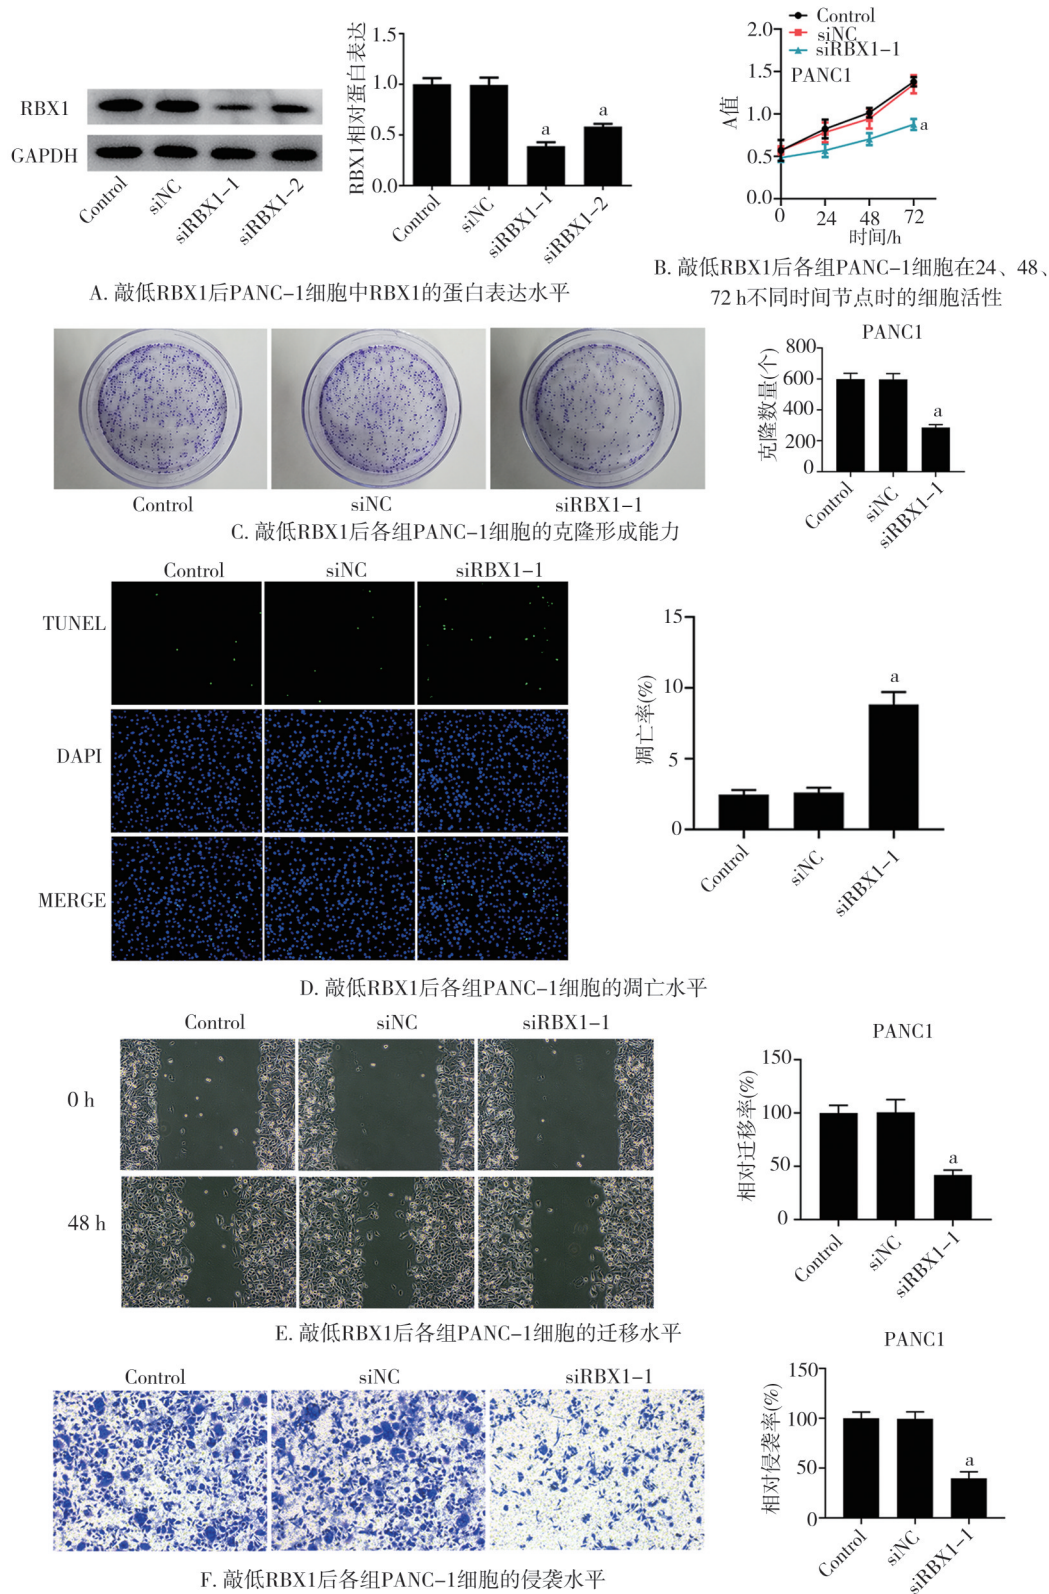 RBX1
GAPDH
Control
siNC
siRBX1-1
siRBX1-2
RBX1相对蛋白表达
1.5
1.0
0.5
0.0
a
a
Control
siNC
siRBX1-1
siRBX1-2
A. 敲低RBX1后PANC-1细胞中RBX1的蛋白表达水平
Control
siNC
siRBX1-1
PANC1
A值
2.0
1.5
1.0
0.5
0.0
a
0 24 48 72
时间/h
B. 敲低RBX1后各组PANC-1细胞在24、48、
72 h不同时间节点时的细胞活性
Control
siNC
siRBX1-1
PANC1
克隆数量(个)
800
600
400
200
0
a
Control
siNC
siRBX1-1
C. 敲低RBX1后各组PANC-1细胞的克隆形成能力
Control siNC siRBX1-1
TUNEL
DAPI
MERGE
凋亡率(%)
15
10
5
0
a
Control
siNC
siRBX1-1
D. 敲低RBX1后各组PANC-1细胞的凋亡水平
Control siNC siRBX1-1
0 h
48 h
PANC1
相对迁移率(%)
150
100
50
0
a
Control
siNC
siRBX1-1
E. 敲低RBX1后各组PANC-1细胞的迁移水平
Control siNC siRBX1-1
PANC1
相对侵袭率(%)
150
100
50
0
a
Control
siNC
siRBX1-1
F. 敲低RBX1后各组PANC-1细胞的侵袭水平